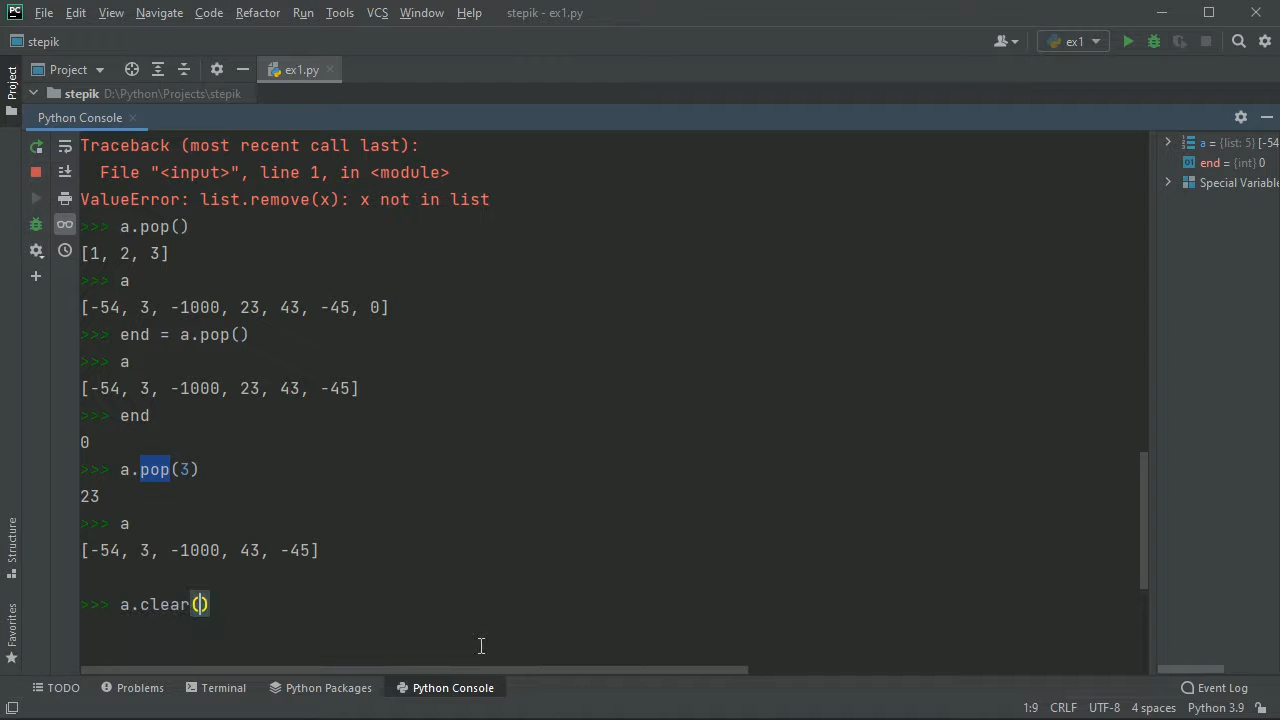 PC File Edit View Navigate Code Refactor Run Tools VCS Window Help stepik - ex1.py
stepik ex1
Project ex1.py
Project
stepik D:\Python\Projects\stepik
Python Console
Traceback (most recent call last):
a = {list: 5} [-54
File "<input>", line 1, in <module>
end = {int} 0
ValueError: list.remove(x): x not in list
Special Variable
>>> a.pop()
[1, 2, 3]
>>> a
[-54, 3, -1000, 23, 43, -45, 0]
>>> end = a.pop()
>>> a
[-54, 3, -1000, 23, 43, -45]
>>> end
0
>>> a.pop(3)
23
>>> a
[-54, 3, -1000, 43, -45]
>>> a.clear()
Structure
Favorites
TODO Problems Terminal Python Packages Python Console Event Log
1:9 CRLF UTF-8 4 spaces Python 3.9